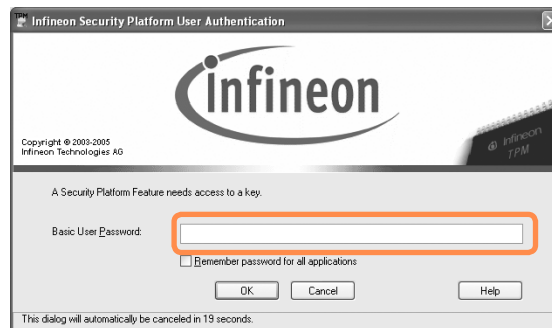 Infineon Security Platform User Authentication
infineon
Copyright © 2003-2005
Infineon Technologies AG
infineon
TPM
A Security Platform Feature needs access to a key.
Basic User Password:
Remember password for all applications
OK
Cancel
Help
This dialog will automatically be canceled in 19 seconds.